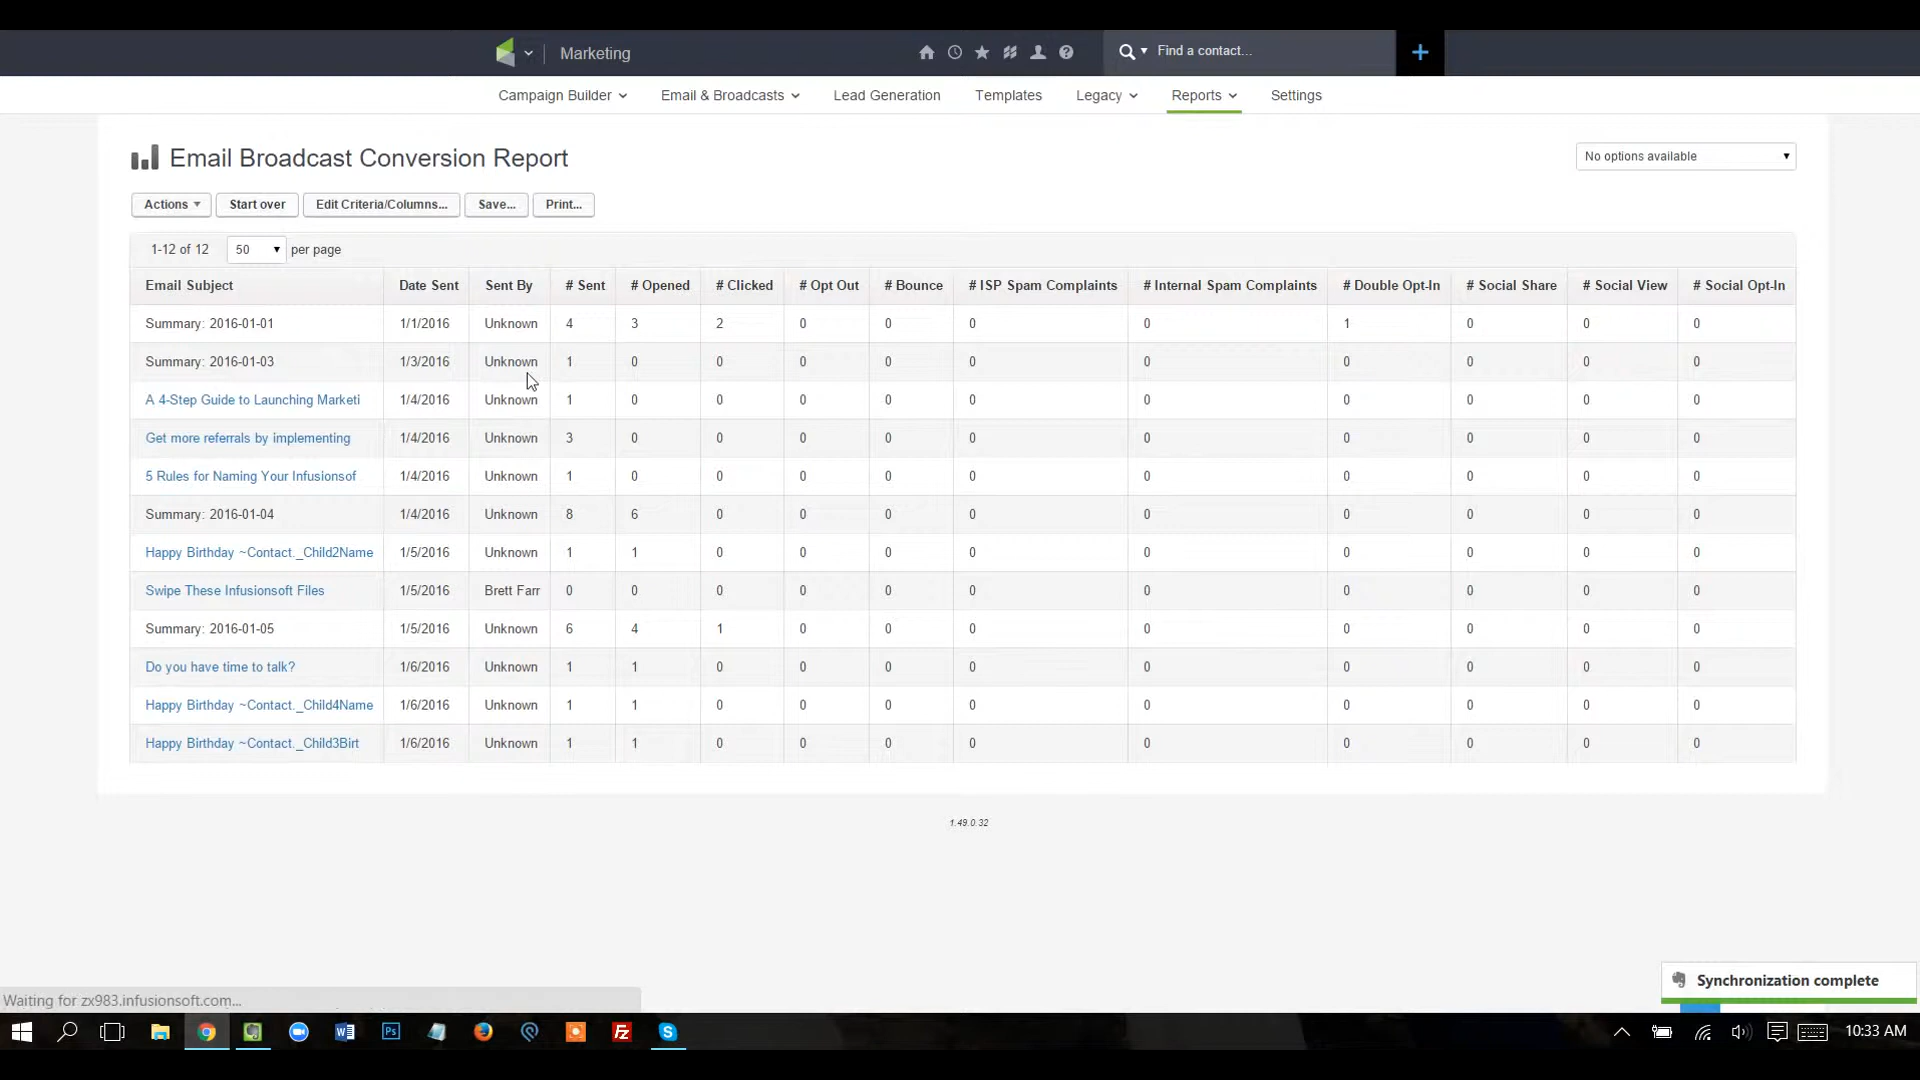 Marketing
Find a contact...
Campaign Builder Email & Broadcasts Lead Generation Templates Legacy Reports Settings
Email Broadcast Conversion Report
No options available
Actions Start over Edit Criteria/Columns... Save... Print...
1-12 of 12 50 per page
Email Subject Date Sent Sent By # Sent # Opened # Clicked # Opt Out # Bounce # ISP Spam Complaints # Internal Spam Complaints # Double Opt-In # Social Share # Social View # Social Opt-In
Summary: 2016-01-01 1/1/2016 Unknown 4 3 2 0 0 0 0 1 0 0 0
Summary: 2016-01-03 1/3/2016 Unknown 1 0 0 0 0 0 0 0 0 0 0
A 4-Step Guide to Launching Marketi 1/4/2016 Unknown 1 0 0 0 0 0 0 0 0 0 0
Get more referrals by implementing 1/4/2016 Unknown 3 0 0 0 0 0 0 0 0 0 0
5 Rules for Naming Your Infusionsof 1/4/2016 Unknown 1 0 0 0 0 0 0 0 0 0 0
Summary: 2016-01-04 1/4/2016 Unknown 8 6 0 0 0 0 0 0 0 0 0
Happy Birthday ~Contact._Child2Name 1/5/2016 Unknown 1 1 0 0 0 0 0 0 0 0 0
Swipe These Infusionsoft Files 1/5/2016 Brett Farr 0 0 0 0 0 0 0 0 0 0 0
Summary: 2016-01-05 1/5/2016 Unknown 6 4 1 0 0 0 0 0 0 0 0
Do you have time to talk? 1/6/2016 Unknown 1 1 0 0 0 0 0 0 0 0 0
Happy Birthday ~Contact._Child4Name 1/6/2016 Unknown 1 1 0 0 0 0 0 0 0 0 0
Happy Birthday ~Contact._Child3Birt 1/6/2016 Unknown 1 1 0 0 0 0 0 0 0 0 0
1.49.0.32
Synchronization complete
Waiting for zx983.infusionsoft.com...
10:33 AM